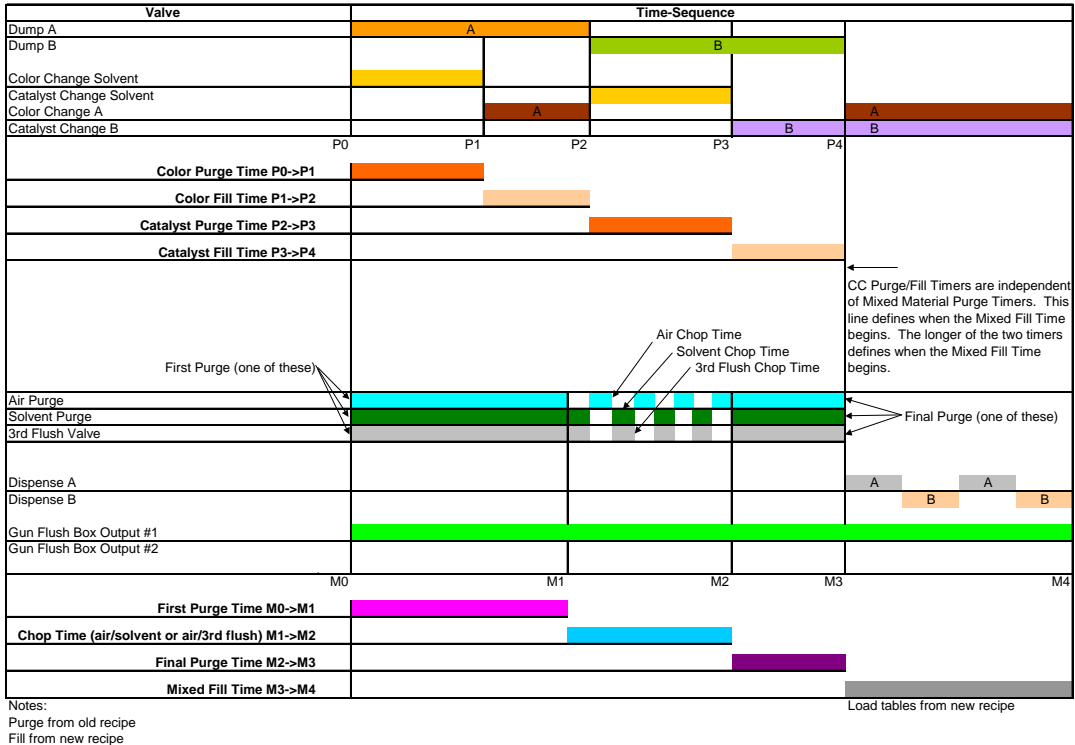 Valve Time-Sequence
Dump A A
Dump B B
Color Change Solvent
Catalyst Change Solvent
Color Change A A A
Catalyst Change B B B
P0 P1 P2 P3 P4
Color Purge Time P0->P1
Color Fill Time P1->P2
Catalyst Purge Time P2->P3
Catalyst Fill Time P3->P4
CC Purge/Fill Timers are independent
of Mixed Material Purge Timers. This
line defines when the Mixed Fill Time
begins. The longer of the two timers
defines when the Mixed Fill Time
begins.
Air Chop Time
Solvent Chop Time
3rd Flush Chop Time
First Purge (one of these)
Air Purge
Solvent Purge
Final Purge (one of these)
3rd Flush Valve
Dispense A A A
Dispense B B B
Gun Flush Box Output #1
Gun Flush Box Output #2
M0 M1 M2 M3 M4
First Purge Time M0->M1
Chop Time (air/solvent or air/3rd flush) M1->M2
Final Purge Time M2->M3
Mixed Fill Time M3->M4
Notes: Load tables from new recipe
Purge from old recipe
Fill from new recipe